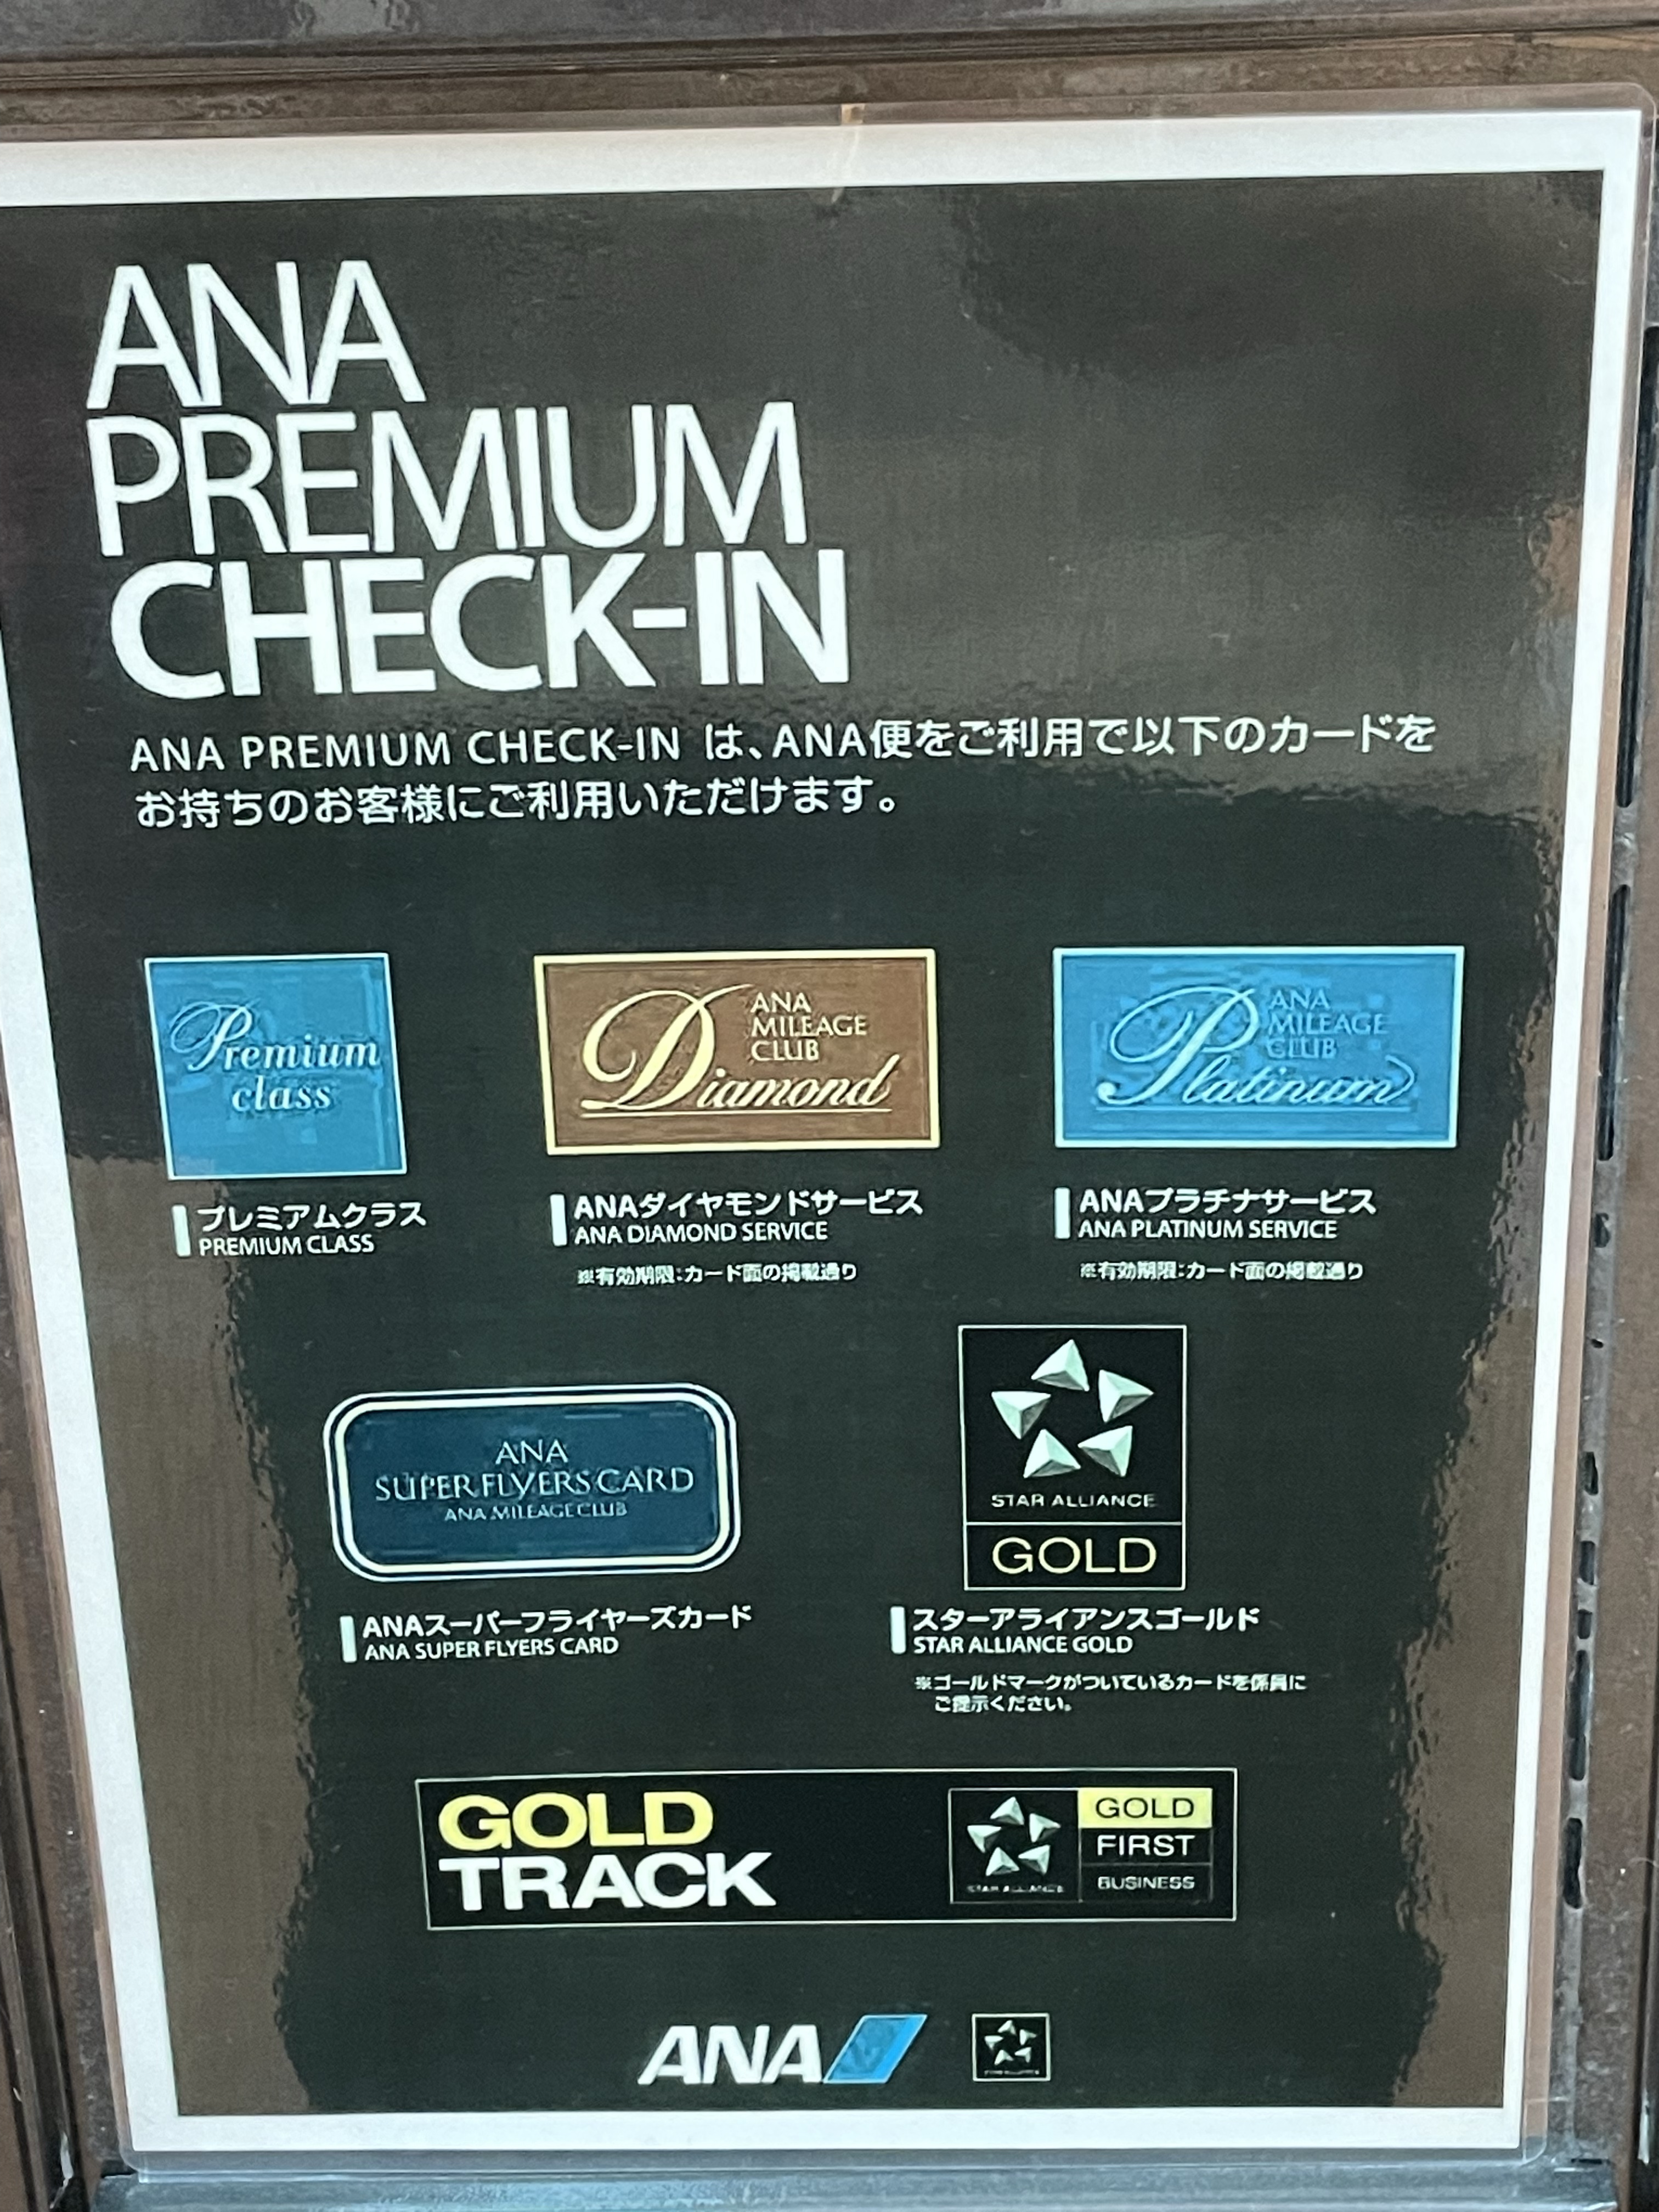 ANA
PREMIUM
CHECK-IN
ANA PREMIUM CHECK-IN は、ANA便をご利用で以下のカードを
お持ちのお客様にご利用いただけます。
Premium
class
プレミアムクラス
PREMIUM CLASS
ANA
MILEAGE
CLUB
Diamond
ANAダイヤモンドサービス
ANA DIAMOND SERVICE
※有効期限:カード面の掲載通り
ANA
MILEAGE
CLUB
Platinum
ANAプラチナサービス
ANA PLATINUM SERVICE
※有効期限:カード面の掲載通り
ANA
SUPER FLYERS CARD
ANA MILEAGE CLUB
ANAスーパーフライヤーズカード
ANA SUPER FLYERS CARD
STAR ALLIANCE
GOLD
スターアライアンスゴールド
STAR ALLIANCE GOLD
※ゴールドマークがついているカードを係員に
ご提示ください。
GOLD
TRACK
STAR ALLIANCE
GOLD
FIRST
BUSINESS
ANA